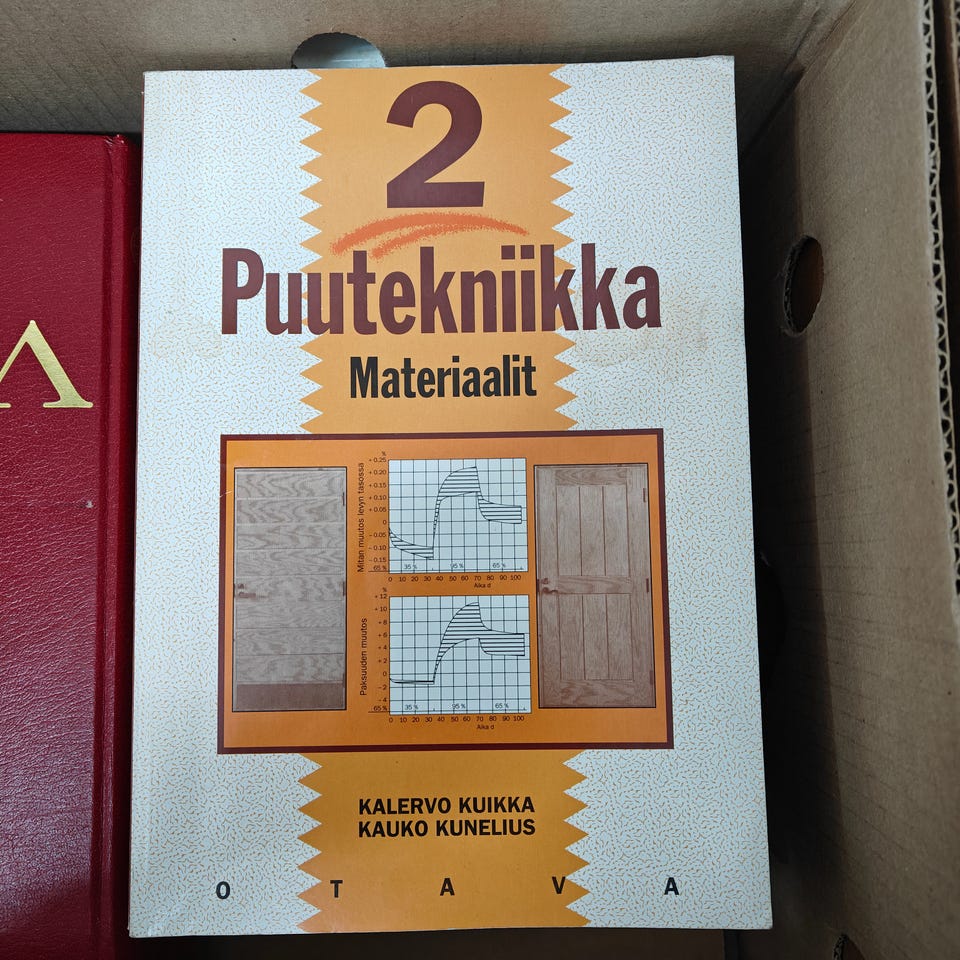 2
Puutekniikka
Materiaalit
%
+ 0.25
+ 0.20
+ 0.15
+ 0.10
+ 0.05
0
- 0.05
- 0.10
- 0.15
65 % 35 % 95 % 65 %
0 10 20 30 40 50 60 70 80 90 100
Aika d
Mitan muutos levyn tasossa
%
+ 12
+ 10
+ 8
+ 6
+ 4
+ 2
0
- 2
- 4
65 % 35 % 95 % 65 %
0 10 20 30 40 50 60 70 80 90 100
Aika d
Paksuuden muutos
KALERVO KUIKKA
KAUKO KUNELIUS
OTAVA